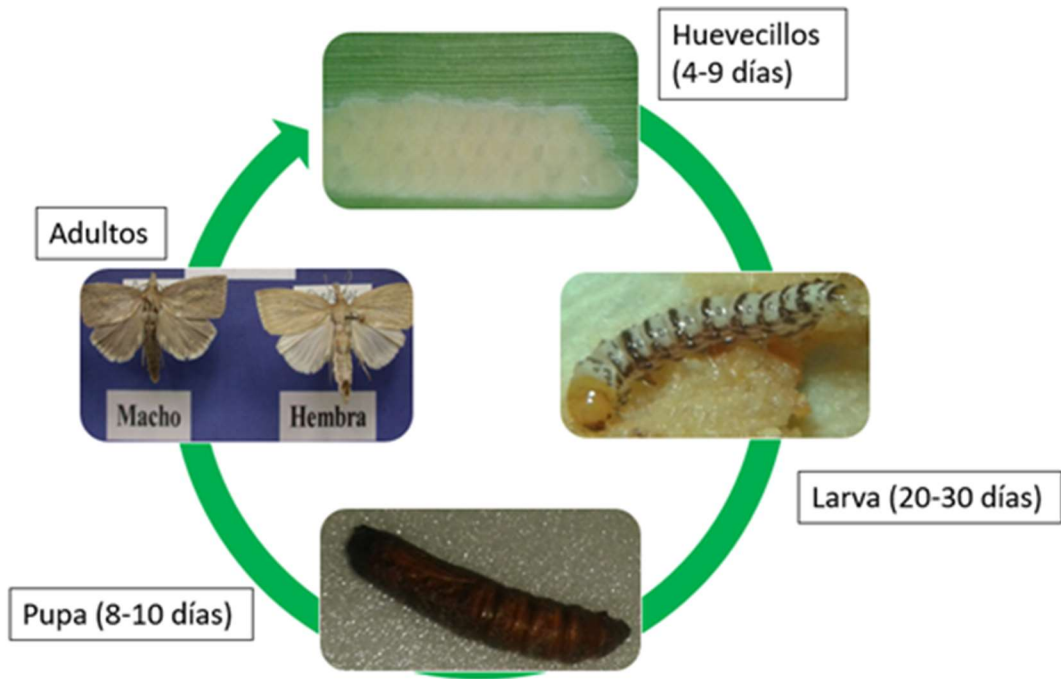 Huevecillos
(4-9 días)
Adultos
Macho
Hembra
Larva (20-30 días)
Pupa (8-10 días)